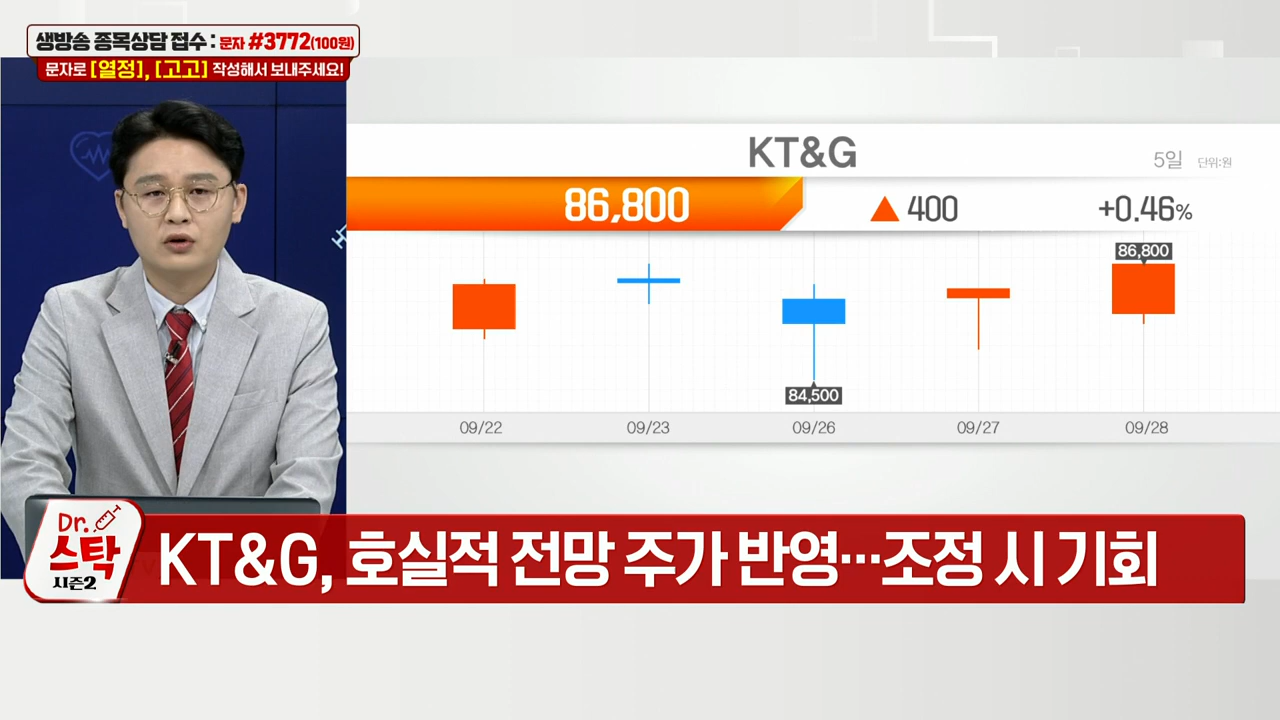 생방송 종목상담 접수 : 문자 #3772(100원)
문자로 [열정], [고고] 작성해서 보내주세요!
KT&G
5일 단위:원
86,800 ▲ 400 +0.46%
86,800
84,500
09/22 09/23 09/26 09/27 09/28
Dr.
스탁
시즌2
KT&G, 호실적 전망 주가 반영…조정 시 기회